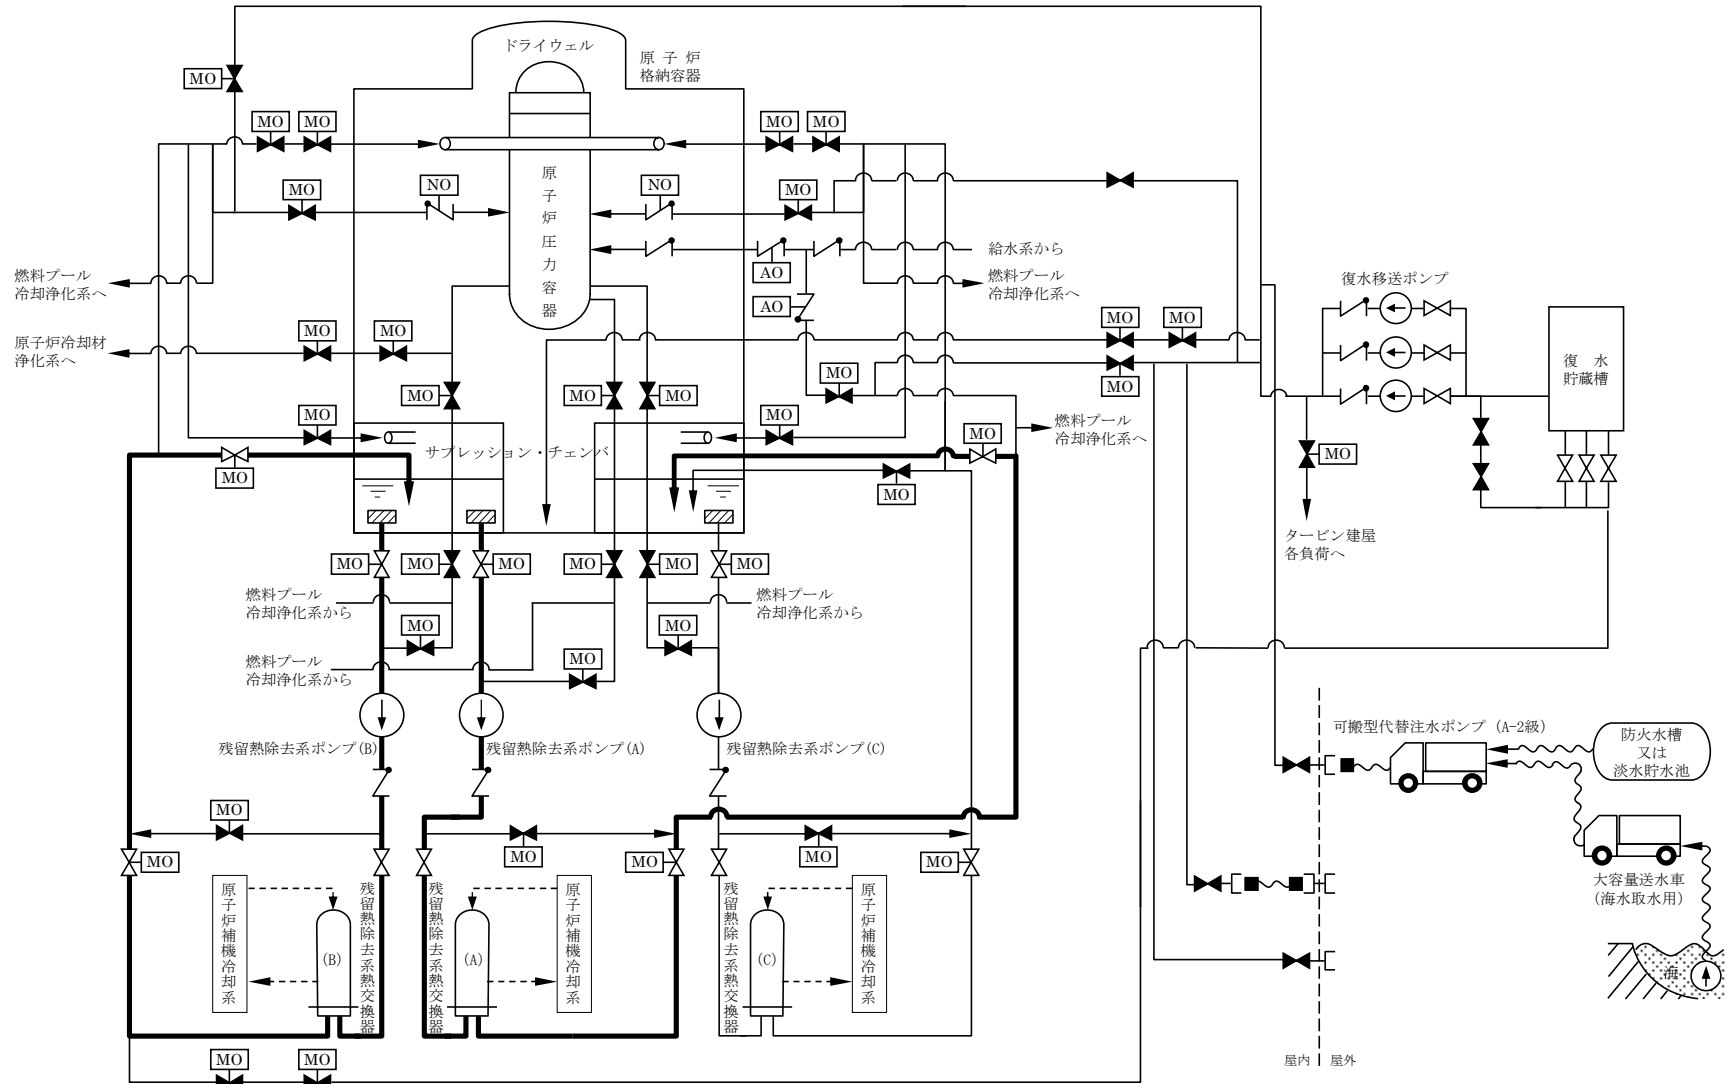 ドライウェル
原子炉
格納容器
MO
MO
MO
MO
MO
MO
NO
NO
MO
原子炉圧力容器
給水系から
AO
燃料プール
冷却浄化系へ
燃料プール
冷却浄化系へ
AO
復水移送ポンプ
MO
MO
MO
MO
原子炉冷却材
浄化系へ
復水
貯蔵槽
MO
MO
MO
MO
MO
MO
MO
MO
燃料プール
冷却浄化系へ
MO
サプレッション・チェンバ
MO
MO
MO
タービン建屋
各負荷へ
MO
MO
MO
MO
MO
MO
燃料プール
冷却浄化系から
燃料プール
冷却浄化系から
MO
MO
燃料プール
冷却浄化系から
MO
可搬型代替注水ポンプ (A-2級)
防火水槽
又は
淡水貯水池
残留熱除去系ポンプ(B)
残留熱除去系ポンプ(A)
残留熱除去系ポンプ(C)
MO
MO
MO
MO
MO
MO
大容量送水車
(海水取水用)
原子炉補機冷却系
(B)
残留熱除去系熱交換器
残留熱除去系熱交換器
(A)
原子炉補機冷却系
残留熱除去系熱交換器
(C)
原子炉補機冷却系
海
MO
MO
屋内
屋外